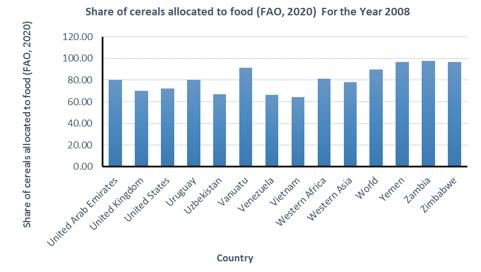 Share of cereals allocated to food (FAO, 2020)  For the Year 2008
Share of cereals allocated to food (FAO, 2020)
120.00
100.00
80.00
60.00
40.00
20.00
0.00
United Arab Emirates
United Kingdom
United States
Uruguay
Uzbekistan
Vanuatu
Venezuela
Vietnam
Western Africa
Western Asia
World
Yemen
Zambia
Zimbabwe
Country